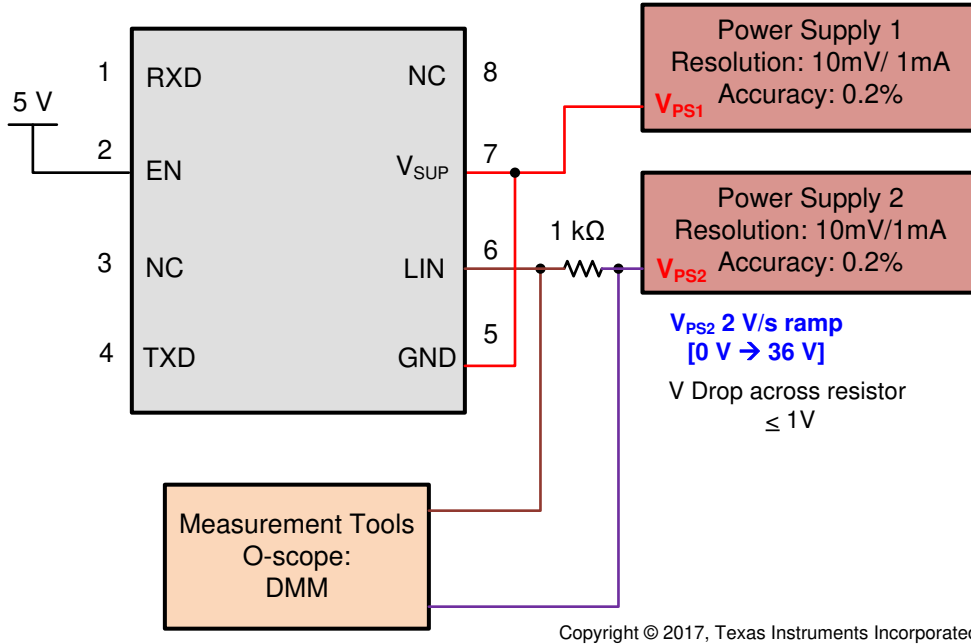 5 V
1
RXD
2
EN
3
NC
4
TXD
NC
8
VSUP
7
LIN
6
GND
5
1 kΩ
Power Supply 1
Resolution: 10mV/ 1mA
Accuracy: 0.2%
VPS1
Power Supply 2
Resolution: 10mV/1mA
Accuracy: 0.2%
VPS2
VPS2 2 V/s ramp
[0 V → 36 V]
V Drop across resistor
≤ 1V
Measurement Tools
O-scope:
DMM
Copyright © 2017, Texas Instruments Incorporated